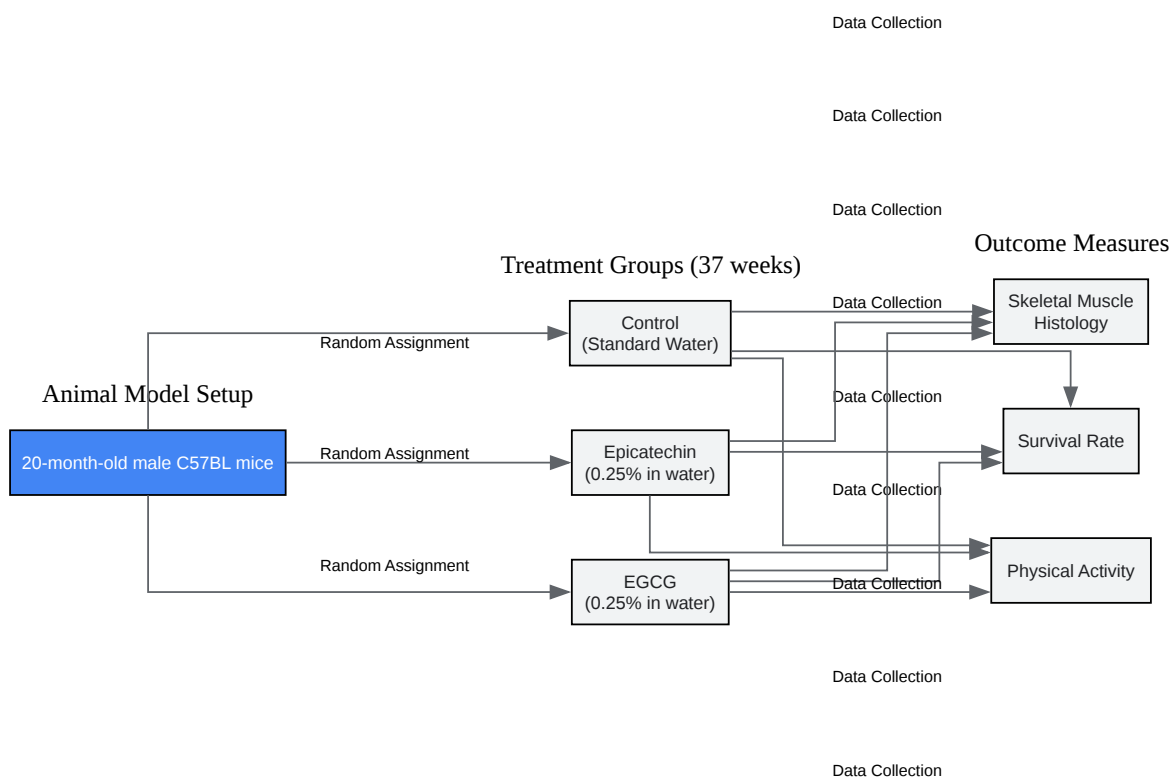 Data Collection
Data Collection
Data Collection
Outcome Measures
Treatment Groups (37 weeks)
Skeletal Muscle
Histology
Data Collection
Control
(Standard Water)
Random Assignment
Animal Model Setup
Data Collection
20-month-old male C57BL mice
Random Assignment
Epicatechin
(0.25% in water)
Survival Rate
Data Collection
Random Assignment
EGCG
(0.25% in water)
Data Collection
Physical Activity
Data Collection
Data Collection